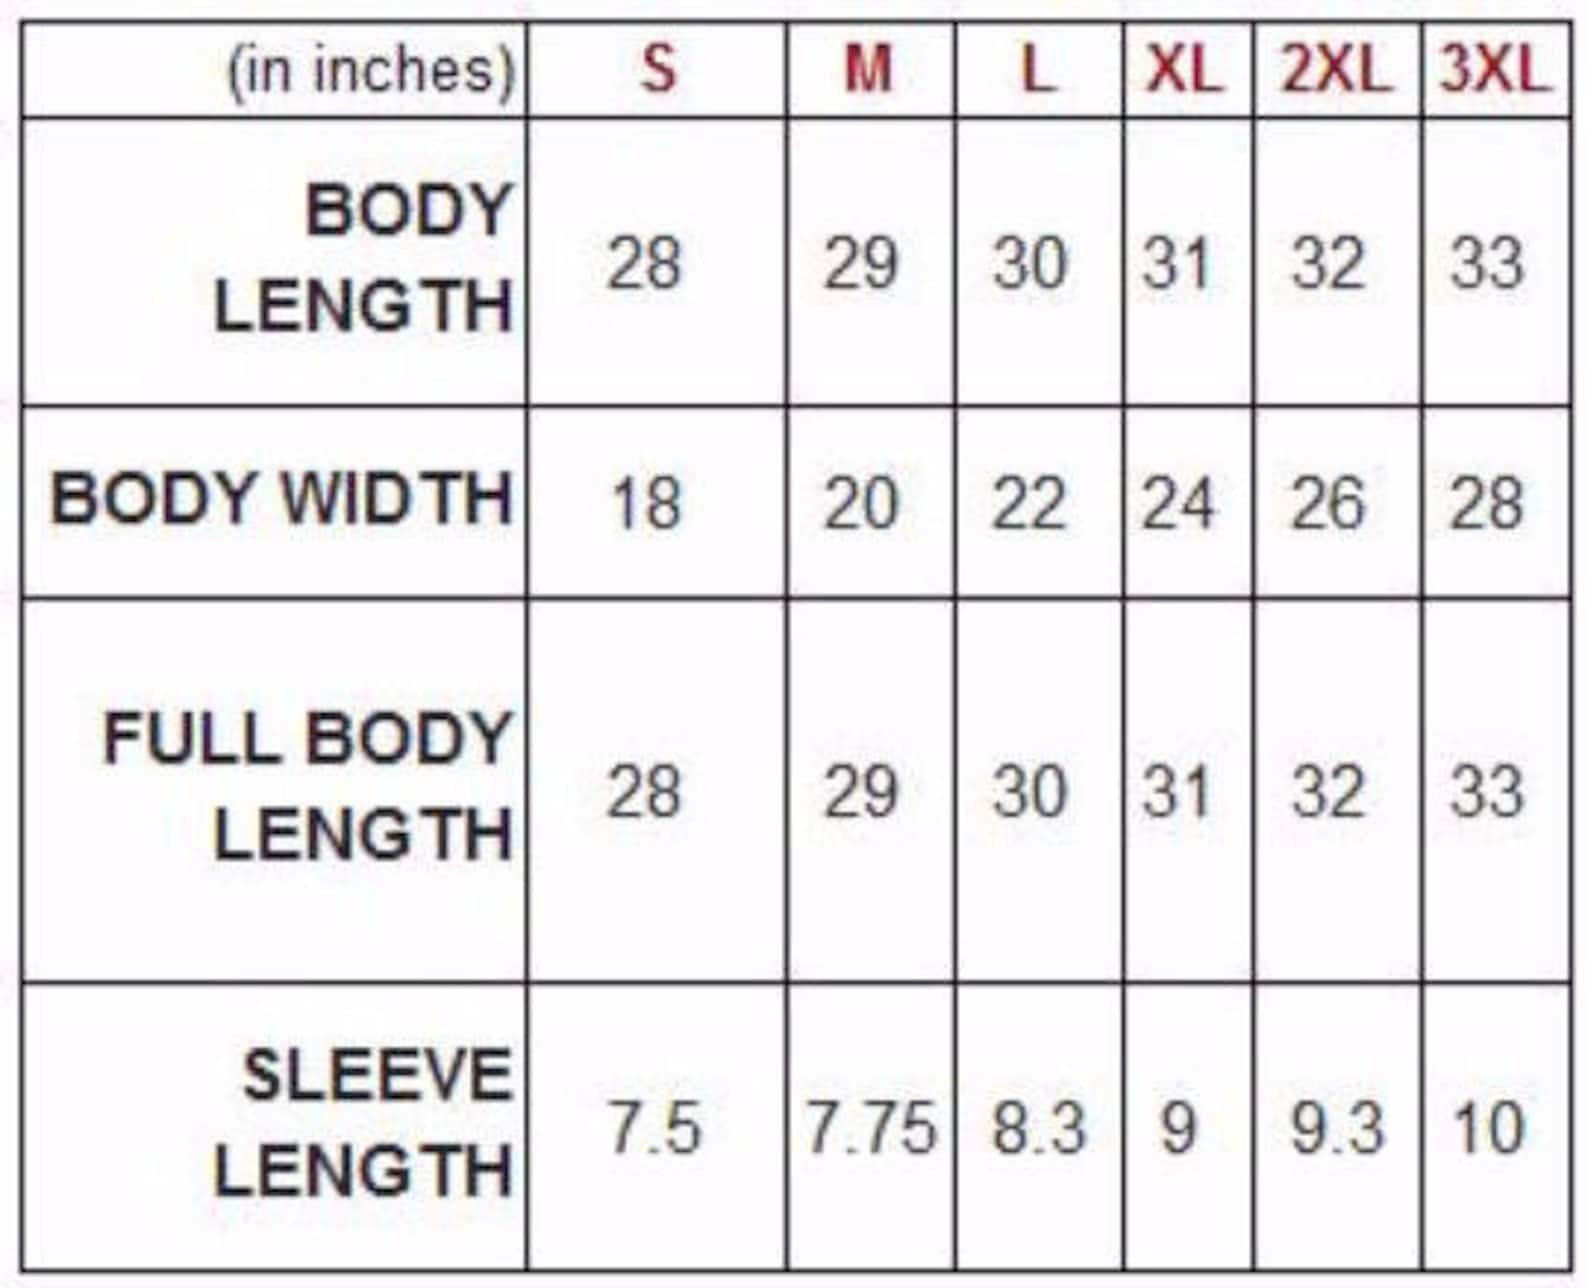 (in inches) S M L XL 2XL 3XL
BODY
LENGTH 28 29 30 31 32 33
BODY WIDTH 18 20 22 24 26 28
FULL BODY
LENGTH 28 29 30 31 32 33
SLEEVE
LENGTH 7.5 7.75 8.3 9 9.3 10